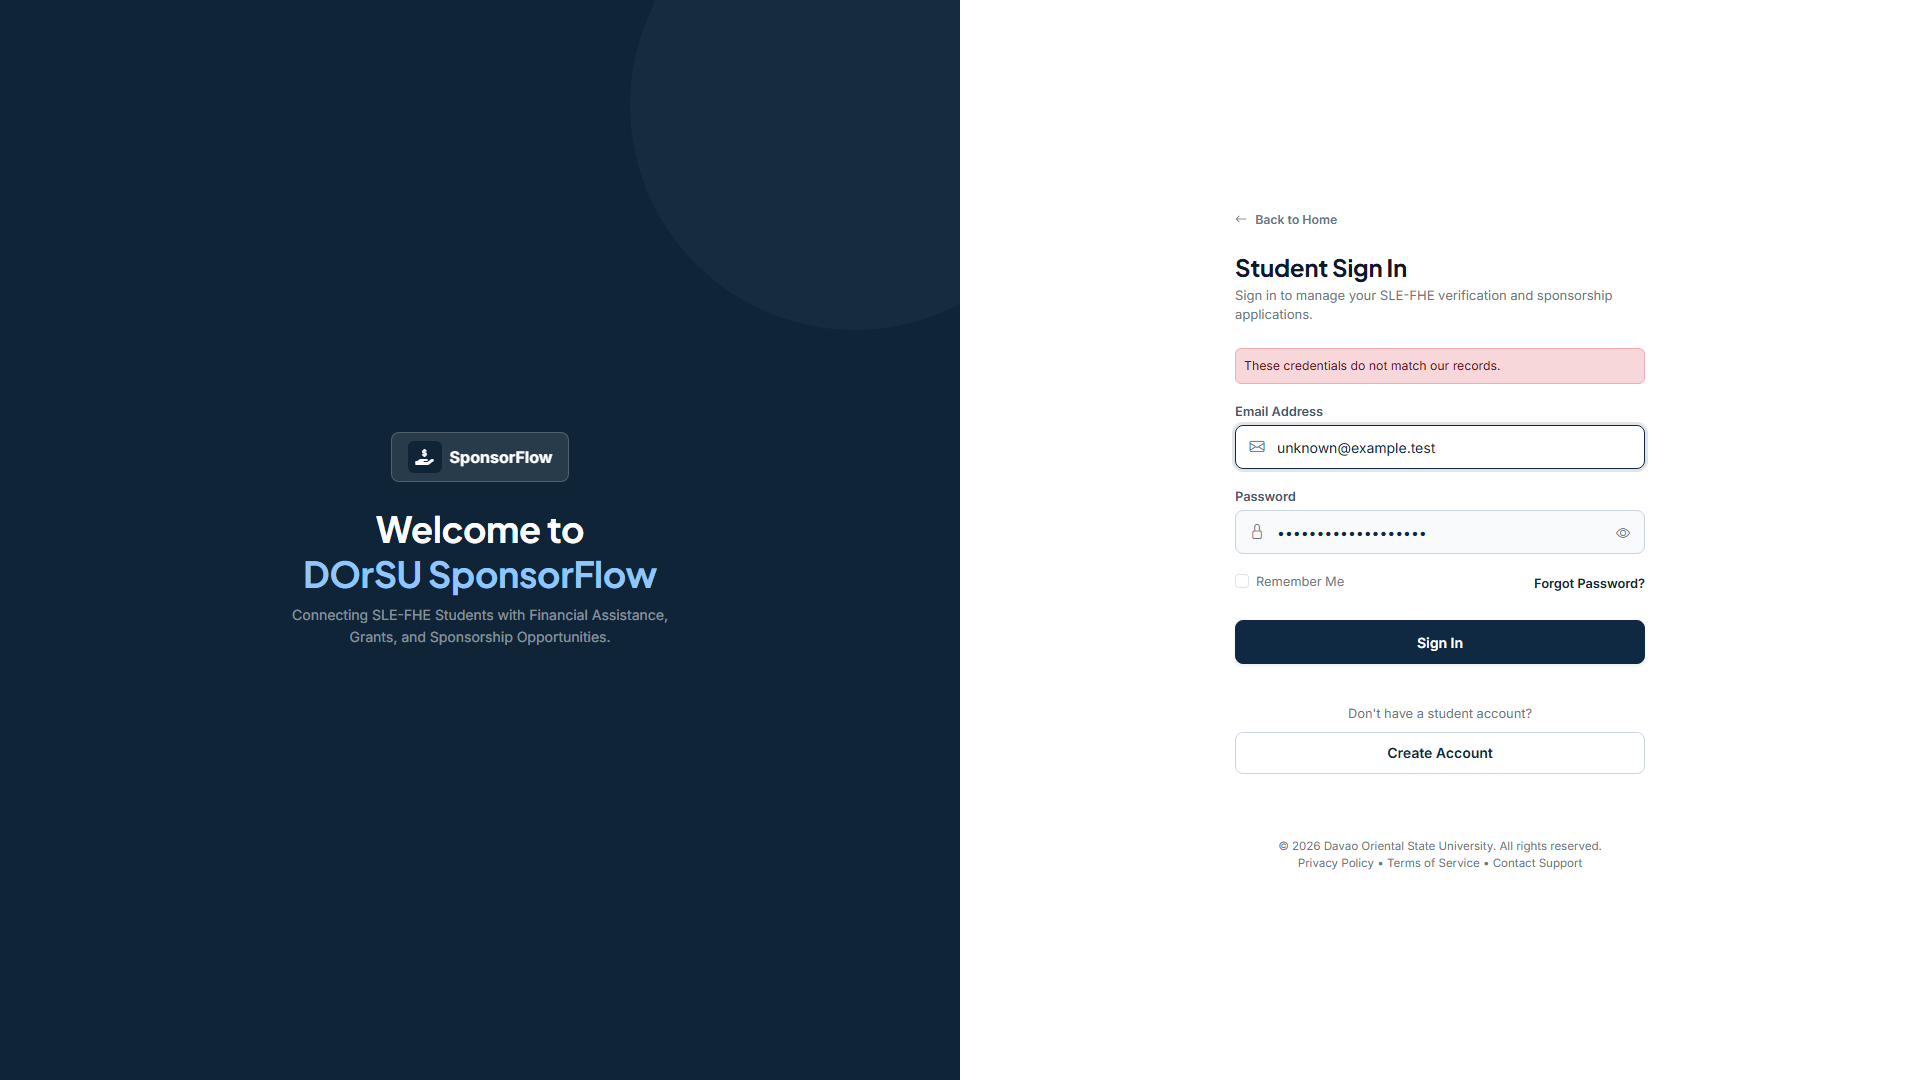 SponsorFlow
Welcome to
DOrSU SponsorFlow
Connecting SLE-FHE Students with Financial Assistance,
Grants, and Sponsorship Opportunities.
Back to Home
Student Sign In
Sign in to manage your SLE-FHE verification and sponsorship
applications.
These credentials do not match our records.
Email Address
unknown@example.test
Password
•••••••••••••••••••
Remember Me
Forgot Password?
Sign In
Don't have a student account?
Create Account
© 2026 Davao Oriental State University. All rights reserved.
Privacy Policy • Terms of Service • Contact Support